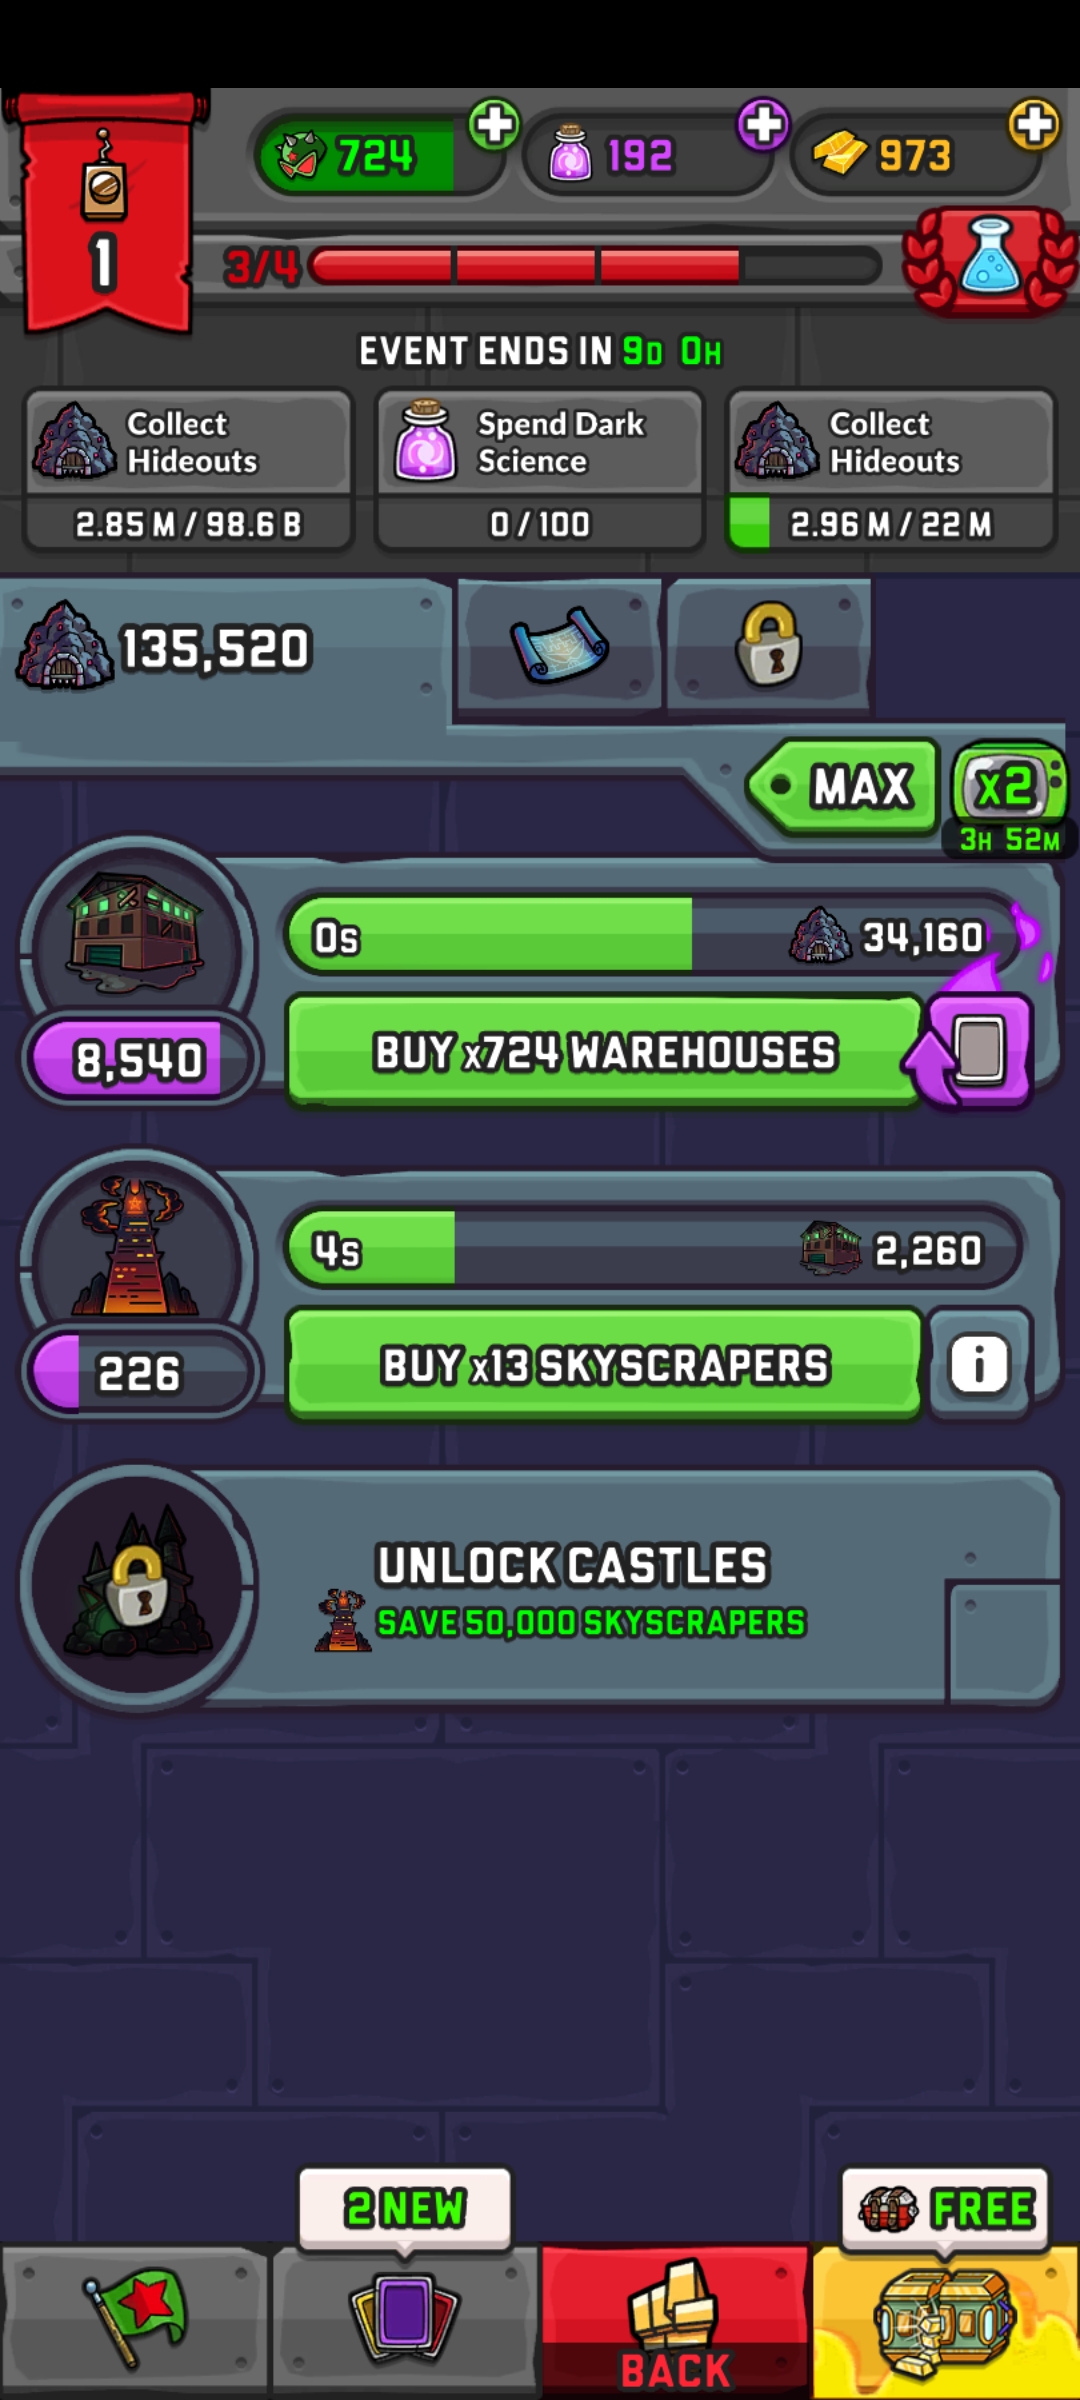 724
192
973
1
3/4
EVENT ENDS IN 9D 0H
Collect
Hideouts
2.85 M / 98.6 B
Spend Dark
Science
0 / 100
Collect
Hideouts
2.96 M / 22 M
135,520
MAX
x2
3H 52M
0s
34,160
8,540
BUY x724 WAREHOUSES
4s
2,260
226
BUY x13 SKYSCRAPERS
i
UNLOCK CASTLES
SAVE 50,000 SKYSCRAPERS
2 NEW
FREE
BACK